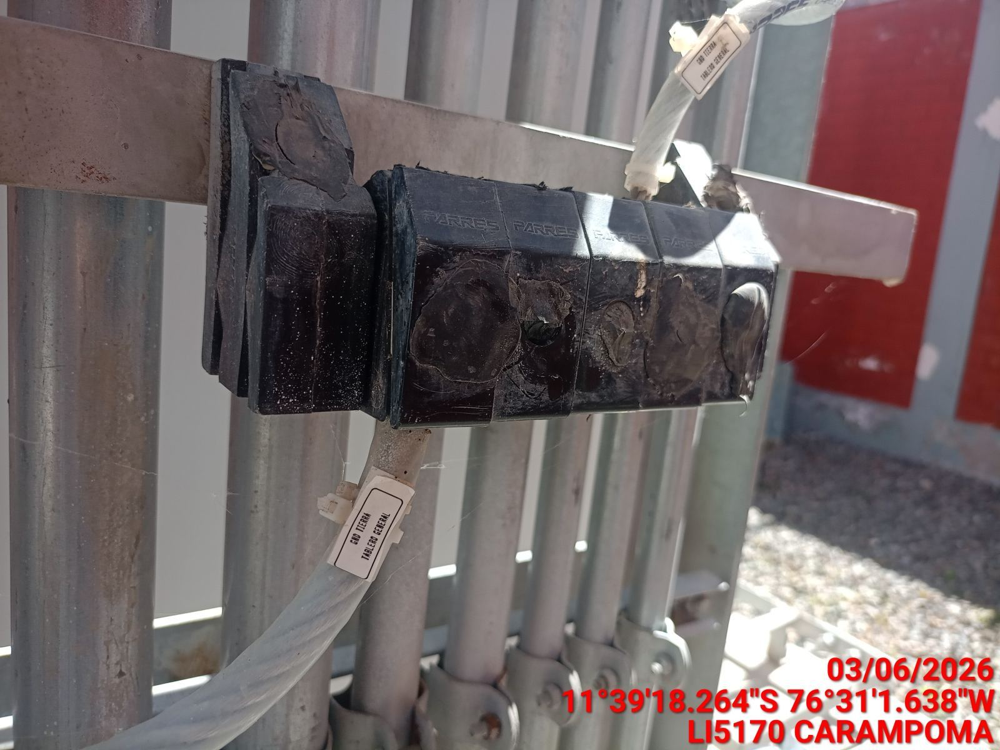 GND TIERRA
TABLERO GENERAL
PARRES PARRES PARRES PARRES
GND TIERRA
TABLERO GENERAL
03/06/2026
11°39'18.264"S 76°31'1.638"W
LI5170 CARAMPOMA